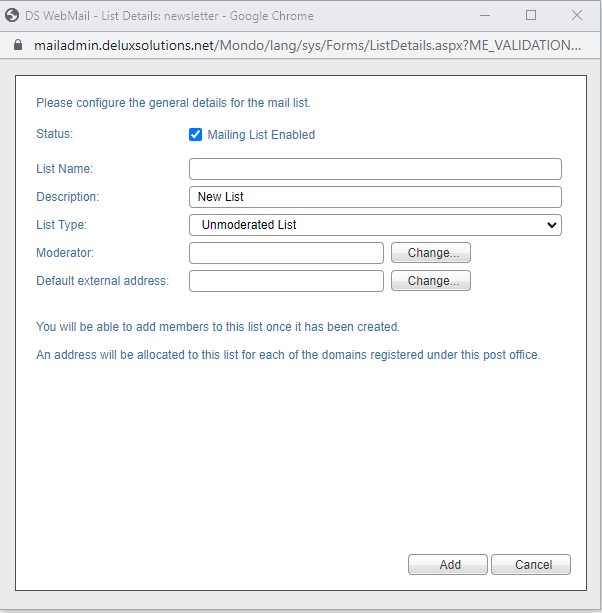 DS WebMail - List Details: newsletter - Google Chrome
mailadmin.deluxsolutions.net/Mondo/lang/sys/Forms/ListDetails.aspx?ME_VALIDATION...
Please configure the general details for the mail list.
Status: Mailing List Enabled
List Name:
Description: New List
List Type: Unmoderated List
Moderator: Change...
Default external address: Change...
You will be able to add members to this list once it has been created.
An address will be allocated to this list for each of the domains registered under this post office.
Add Cancel